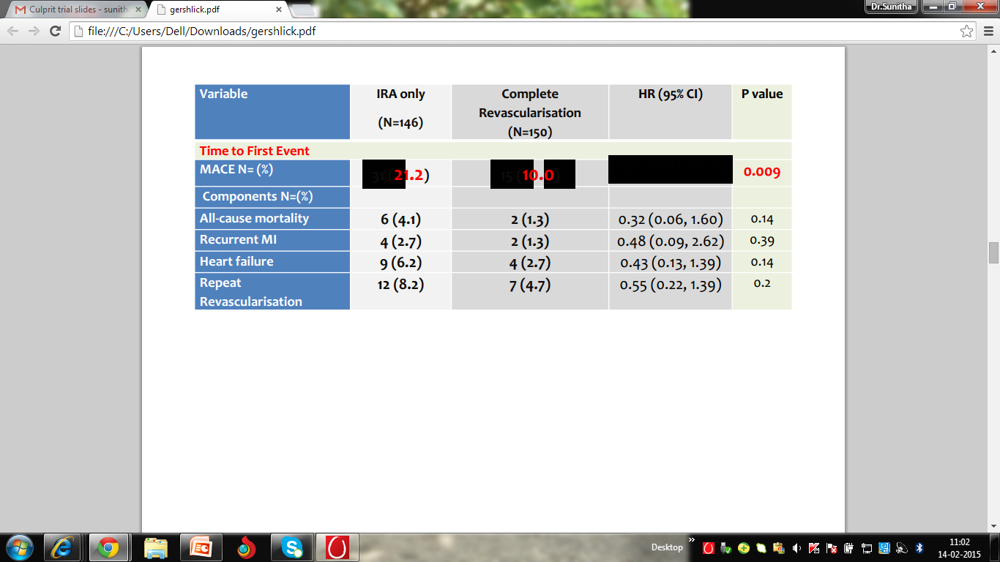 Culprit trial slides - sunith
gershlick.pdf
Dr.Sunitha
file:///C:/Users/Dell/Downloads/gershlick.pdf
Variable IRA only (N=146) Complete Revascularisation (N=150) HR (95% CI) P value
Time to First Event
MACE N= (%) 31 (21.2) 15 (10.0) 0.009
Components N=(%)
All-cause mortality 6 (4.1) 2 (1.3) 0.32 (0.06, 1.60) 0.14
Recurrent MI 4 (2.7) 2 (1.3) 0.48 (0.09, 2.62) 0.39
Heart failure 9 (6.2) 4 (2.7) 0.43 (0.13, 1.39) 0.14
Repeat Revascularisation 12 (8.2) 7 (4.7) 0.55 (0.22, 1.39) 0.2
Desktop
11:02
14-02-2015